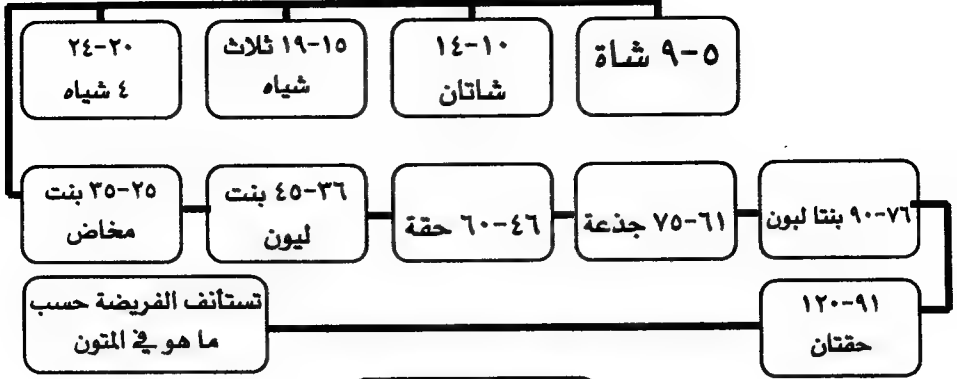 ٥-٩ شاة
١٠-١٤
شاتان
١٥-١٩ ثلاث
شياه
٢٠-٢٤
٤ شياه
٢٥-٣٥ بنت
مخاض
٣٦-٤٥ بنت
لبون
٤٦-٦٠ حقة
٦١-٧٥ جذعة
٧٦-٩٠ بنتا لبون
٩١-١٢٠
حقتان
تستأنف الفريضة حسب
ما هو في المتون